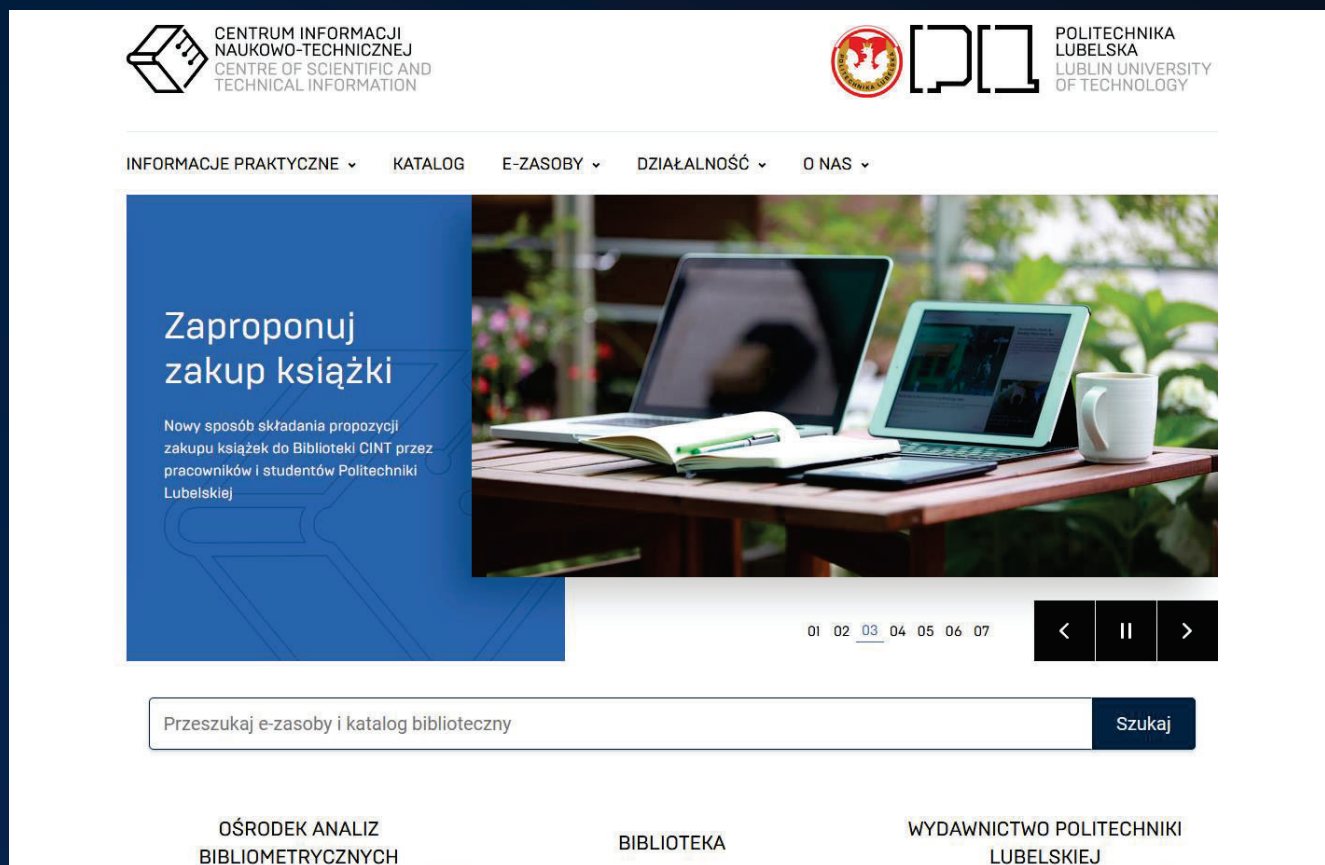 CENTRUM INFORMACJI
NAUKOWO-TECHNICZNEJ
CENTRE OF SCIENTIFIC AND
TECHNICAL INFORMATION
POLITECHNIKA LUBELSKA
POLITECHNIKA
LUBELSKA
LUBLIN UNIVERSITY
OF TECHNOLOGY
INFORMACJE PRAKTYCZNE
KATALOG
E-ZASOBY
DZIAŁALNOŚĆ
O NAS
Zaproponuj
zakup książki
Nowy sposób składania propozycji
zakupu książek do Biblioteki CINT przez
pracowników i studentów Politechniki
Lubelskiej
01 02 03 04 05 06 07
Przeszukaj e-zasoby i katalog biblioteczny
Szukaj
OŚRODEK ANALIZ
BIBLIOMETRYCZNYCH
BIBLIOTEKA
WYDAWNICTWO POLITECHNIKI
LUBELSKIEJ